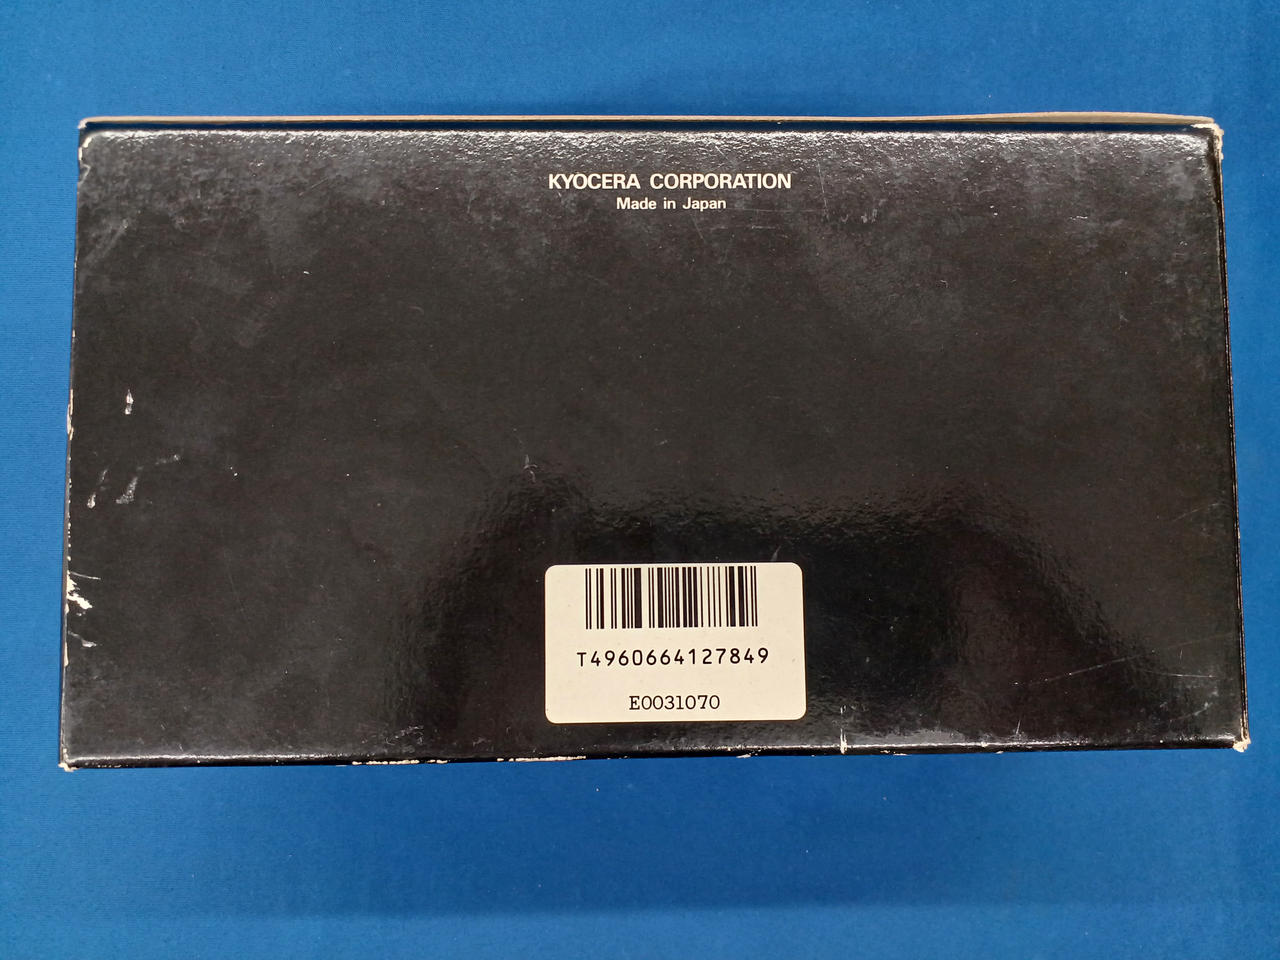 KYOCERA CORPORATION
Made in Japan
T4960664127849
E0031070